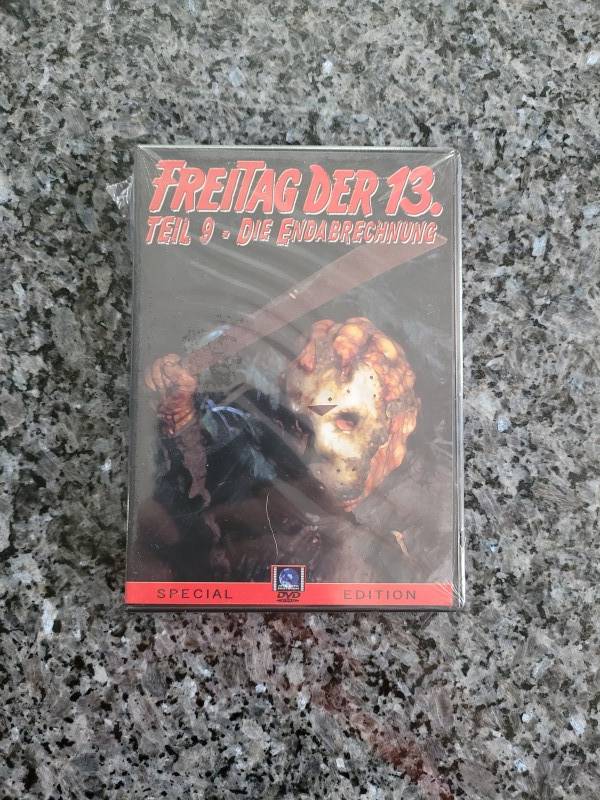 FREITAG DER 13.
TEIL 9 - DIE ENDABRECHNUNG
SPECIAL EDITION
DVD